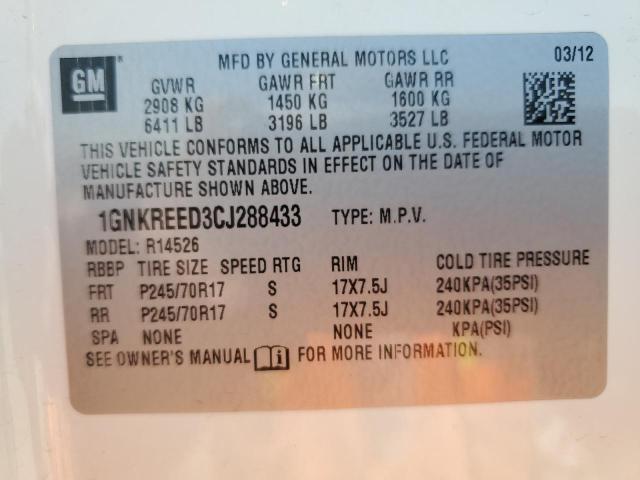 GM
MFD BY GENERAL MOTORS LLC 03/12
GVWR GAWR FRT GAWR RR
2908 KG 1450 KG 1600 KG
6411 LB 3196 LB 3527 LB
THIS VEHICLE CONFORMS TO ALL APPLICABLE U.S. FEDERAL MOTOR
VEHICLE SAFETY STANDARDS IN EFFECT ON THE DATE OF
MANUFACTURE SHOWN ABOVE.
1GNKREED3CJ288433 TYPE: M.P.V.
MODEL: R14526
RBBP TIRE SIZE SPEED RTG RIM COLD TIRE PRESSURE
FRT P245/70R17 S 17X7.5J 240KPA(35PSI)
RR P245/70R17 S 17X7.5J 240KPA(35PSI)
SPA NONE NONE KPA(PSI)
SEE OWNER'S MANUAL FOR MORE INFORMATION.